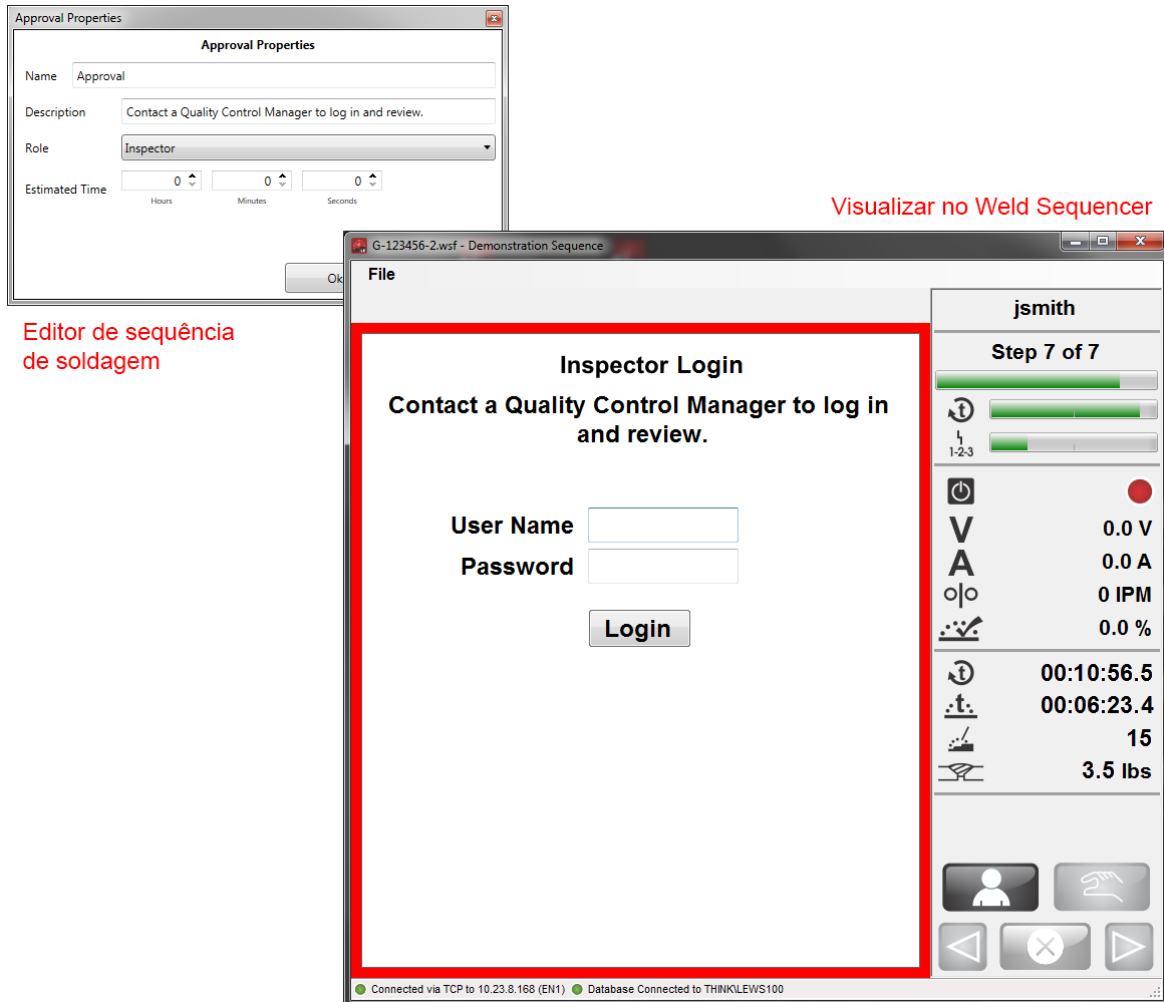 Approval Properties
Approval Properties
Name Approval
Description Contact a Quality Control Manager to log in and review.
Role Inspector
Estimated Time 0 0 0
Hours Minutes Seconds
Ok
Editor de sequência
de soldagem
Visualizar no Weld Sequencer
G-123456-2.wsf - Demonstration Sequence
File
Inspector Login
Contact a Quality Control Manager to log in
and review.
User Name
Password
Login
jsmith
Step 7 of 7
t
1-2-3
V 0.0 V
A 0.0 A
0 IPM
0.0 %
t 00:10:56.5
.t. 00:06:23.4
15
3.5 lbs
Connected via TCP to 10.23.8.168 (EN1) Database Connected to THINK\LEWS100